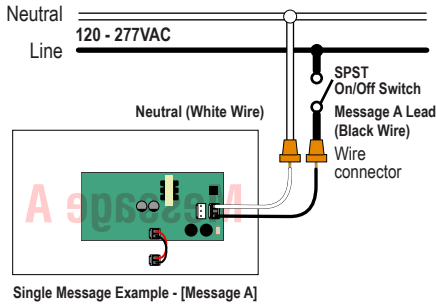 Neutral
120 - 277VAC
Line
SPST
On/Off Switch
Neutral (White Wire)
Message A Lead
(Black Wire)
Wire
connector
Message A
Single Message Example - [Message A]